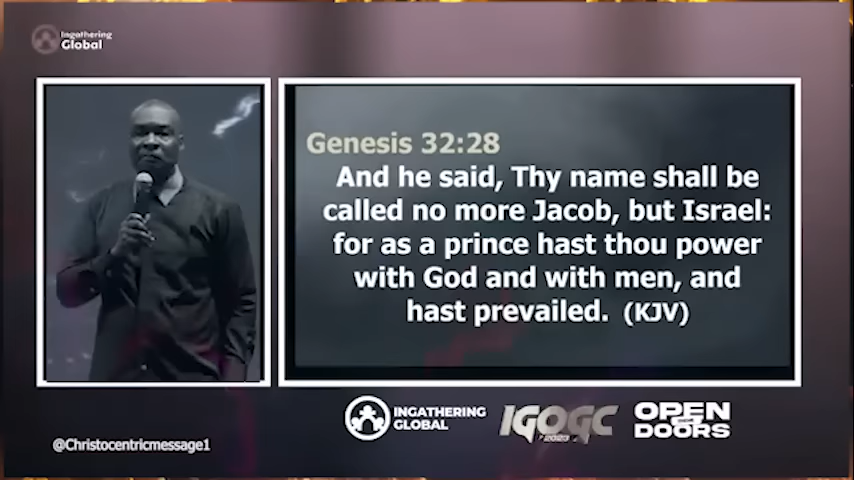 Ingathering
Global
Genesis 32:28
And he said, Thy name shall be
called no more Jacob, but Israel:
for as a prince hast thou power
with God and with men, and
hast prevailed. (KJV)
INGATHERING
GLOBAL
IGOGC
2023
OPEN
DOORS
@Christocentricmessage1